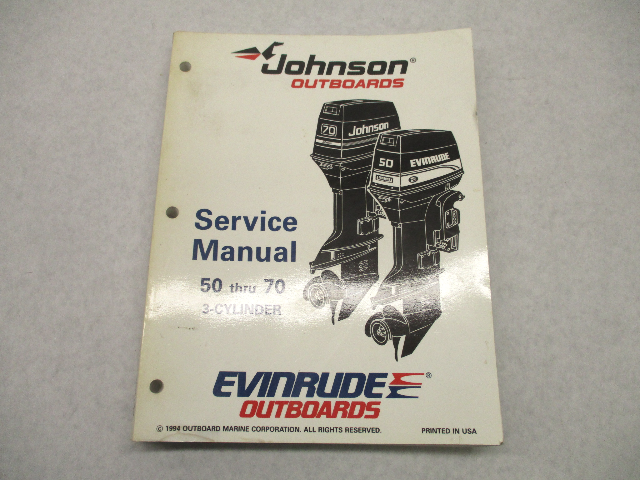 Johnson®
OUTBOARDS
70 Johnson
50 EVINRUDE
Service
Manual
50 thru 70
3-CYLINDER
EVINRUDE®
OUTBOARDS
© 1994 OUTBOARD MARINE CORPORATION. ALL RIGHTS RESERVED. PRINTED IN USA